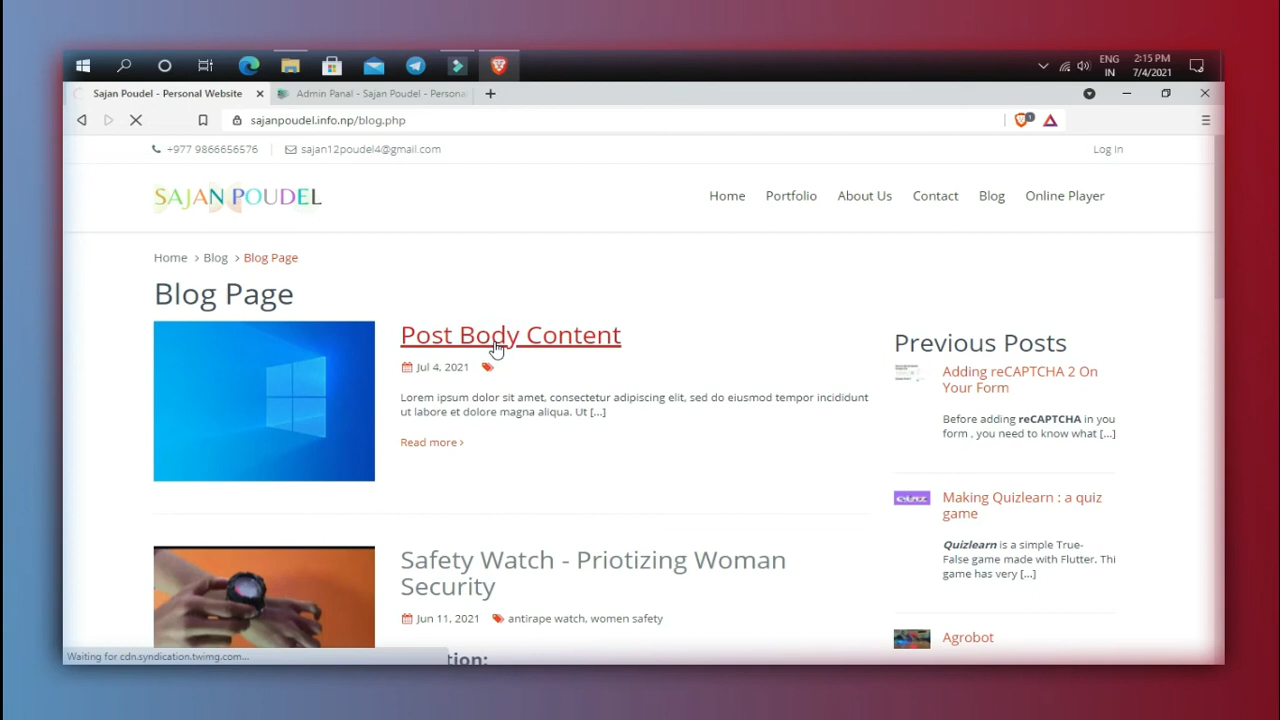 ENG
IN
2:15 PM
7/4/2021
Sajan Poudel - Personal Website
Admin Panal - Sajan Poudel - Persona
sajanpoudel.info.np/blog.php
1
+977 9866656576
sajan12poudel4@gmail.com
Log In
SAJAN POUDEL
Home
Portfolio
About Us
Contact
Blog
Online Player
Home > Blog > Blog Page
Blog Page
Post Body Content
Jul 4, 2021
Lorem ipsum dolor sit amet, consectetur adipiscing elit, sed do eiusmod tempor incididunt
ut labore et dolore magna aliqua. Ut [...]
Read more ›
Safety Watch - Priotizing Woman
Security
Jun 11, 2021
antirape watch, women safety
tion:
Previous Posts
Adding reCAPTCHA 2 On
Your Form
Before adding reCAPTCHA in you
form , you need to know what [...]
Making Quizlearn : a quiz
game
Quizlearn is a simple True-
False game made with Flutter. Thi
game has very [...]
Agrobot
Waiting for cdn.syndication.twimg.com...